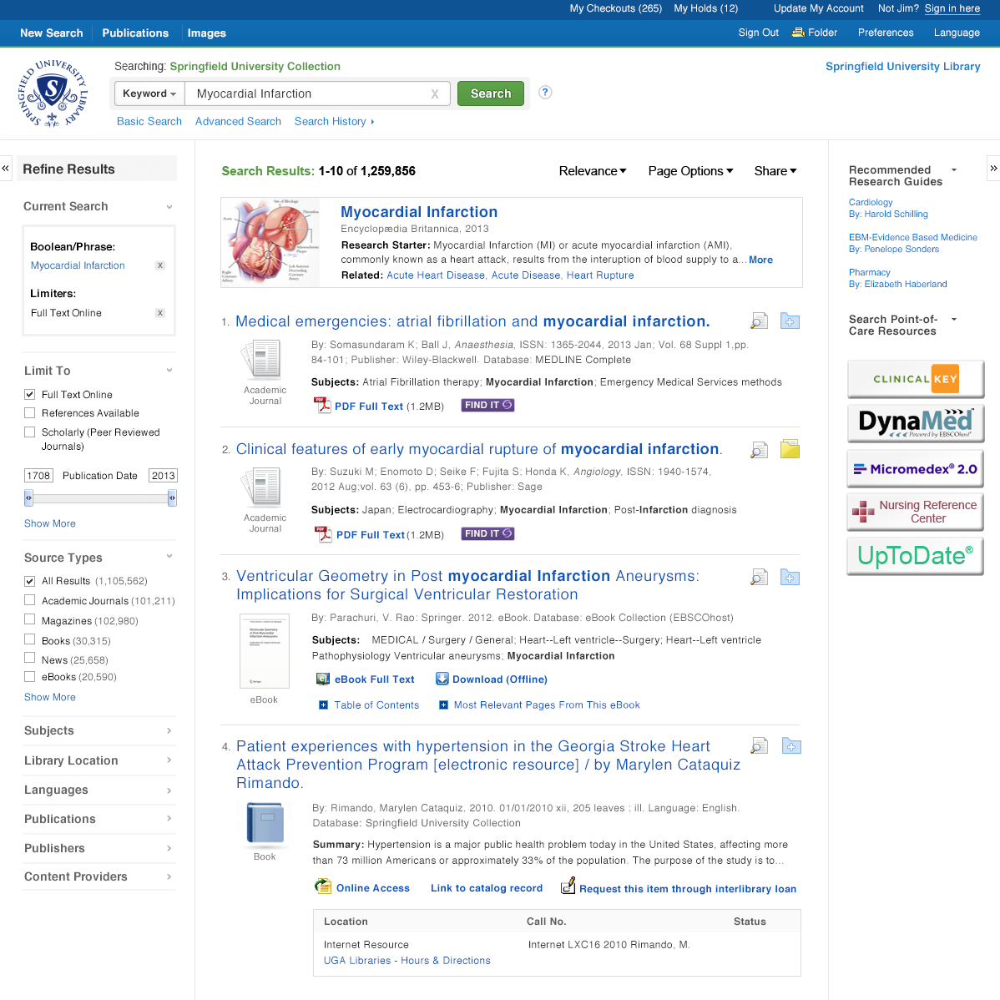 My Checkouts (265) My Holds (12) Update My Account Not Jim? Sign in here
New Search Publications Images Sign Out Folder Preferences Language
SPRINGFIELD UNIVERSITY LIBRARY
S
Searching: Springfield University Collection
Springfield University Library
Keyword Myocardial Infarction X Search ?
Basic Search Advanced Search Search History
« Refine Results
Current Search
Boolean/Phrase:
Myocardial Infarction x
Limiters:
Full Text Online x
Limit To
Full Text Online
References Available
Scholarly (Peer Reviewed
Journals)
1708 Publication Date 2013
Show More
Source Types
All Results (1,105,562)
Academic Journals (101,211)
Magazines (102,980)
Books (30,315)
News (25,658)
eBooks (20,590)
Show More
Subjects
Library Location
Languages
Publications
Publishers
Content Providers
Search Results: 1-10 of 1,259,856 Relevance Page Options Share
Myocardial Infarction
Encyclopædia Britannica, 2013
Research Starter: Myocardial Infarction (MI) or acute myocardial infarction (AMI),
commonly known as a heart attack, results from the interuption of blood supply to a... More
Related: Acute Heart Disease, Acute Disease, Heart Rupture
1. Medical emergencies: atrial fibrillation and myocardial infarction.
By: Somasundaram K; Ball J, Anaesthesia, ISSN: 1365-2044, 2013 Jan; Vol. 68 Suppl 1,pp.
84-101; Publisher: Wiley-Blackwell. Database: MEDLINE Complete
Academic
Journal
Subjects: Atrial Fibrillation therapy; Myocardial Infarction; Emergency Medical Services methods
PDF PDF Full Text (1.2MB) FIND IT
2. Clinical features of early myocardial rupture of myocardial infarction.
By: Suzuki M; Enomoto D; Seike F; Fujita S; Honda K, Angiology, ISSN: 1940-1574,
2012 Aug;vol. 63 (6), pp. 453-6; Publisher: Sage
Academic
Journal
Subjects: Japan; Electrocardiography; Myocardial Infarction; Post-Infarction diagnosis
PDF PDF Full Text (1.2MB) FIND IT
3. Ventricular Geometry in Post myocardial Infarction Aneurysms:
Implications for Surgical Ventricular Restoration
By: Parachuri, V. Rao: Springer. 2012. eBook. Database: eBook Collection (EBSCOhost)
Subjects: MEDICAL / Surgery / General; Heart--Left ventricle--Surgery; Heart--Left ventricle
Pathophysiology Ventricular aneurysms; Myocardial Infarction
eBook
eBook Full Text Download (Offline)
Table of Contents Most Relevant Pages From This eBook
4. Patient experiences with hypertension in the Georgia Stroke Heart
Attack Prevention Program [electronic resource] / by Marylen Cataquiz
Rimando.
By: Rimando, Marylen Cataquiz. 2010. 01/01/2010 xii, 205 leaves : ill. Language: English.
Database: Springfield University Collection
Book
Summary: Hypertension is a major public health problem today in the United States, affecting more
than 73 million Americans or approximately 33% of the population. The purpose of the study is to...
Online Access Link to catalog record Request this item through interlibrary loan
Location Call No. Status
Internet Resource Internet LXC16 2010 Rimando, M.
UGA Libraries - Hours & Directions
»
Recommended
Research Guides
Cardiology
By: Harold Schilling
EBM-Evidence Based Medicine
By: Penelope Sonders
Pharmacy
By: Elizabeth Haberland
Search Point-of-
Care Resources
CLINICAL KEY
DynaMed
Powered by EBSCOhost
Micromedex® 2.0
Nursing Reference
Center
UpToDate®